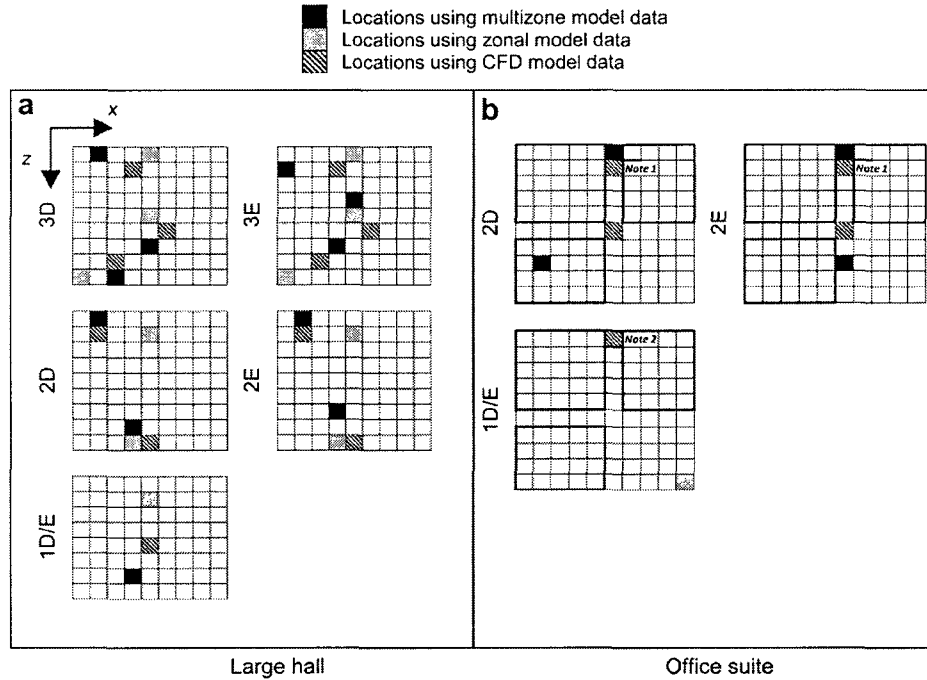 Locations using multizone model data
Locations using zonal model data
Locations using CFD model data
a
x
z
3D
3E
2D
2E
1D/E
Large hall
b
2D
Note 1
2E
Note 1
1D/E
Note 2
Office suite